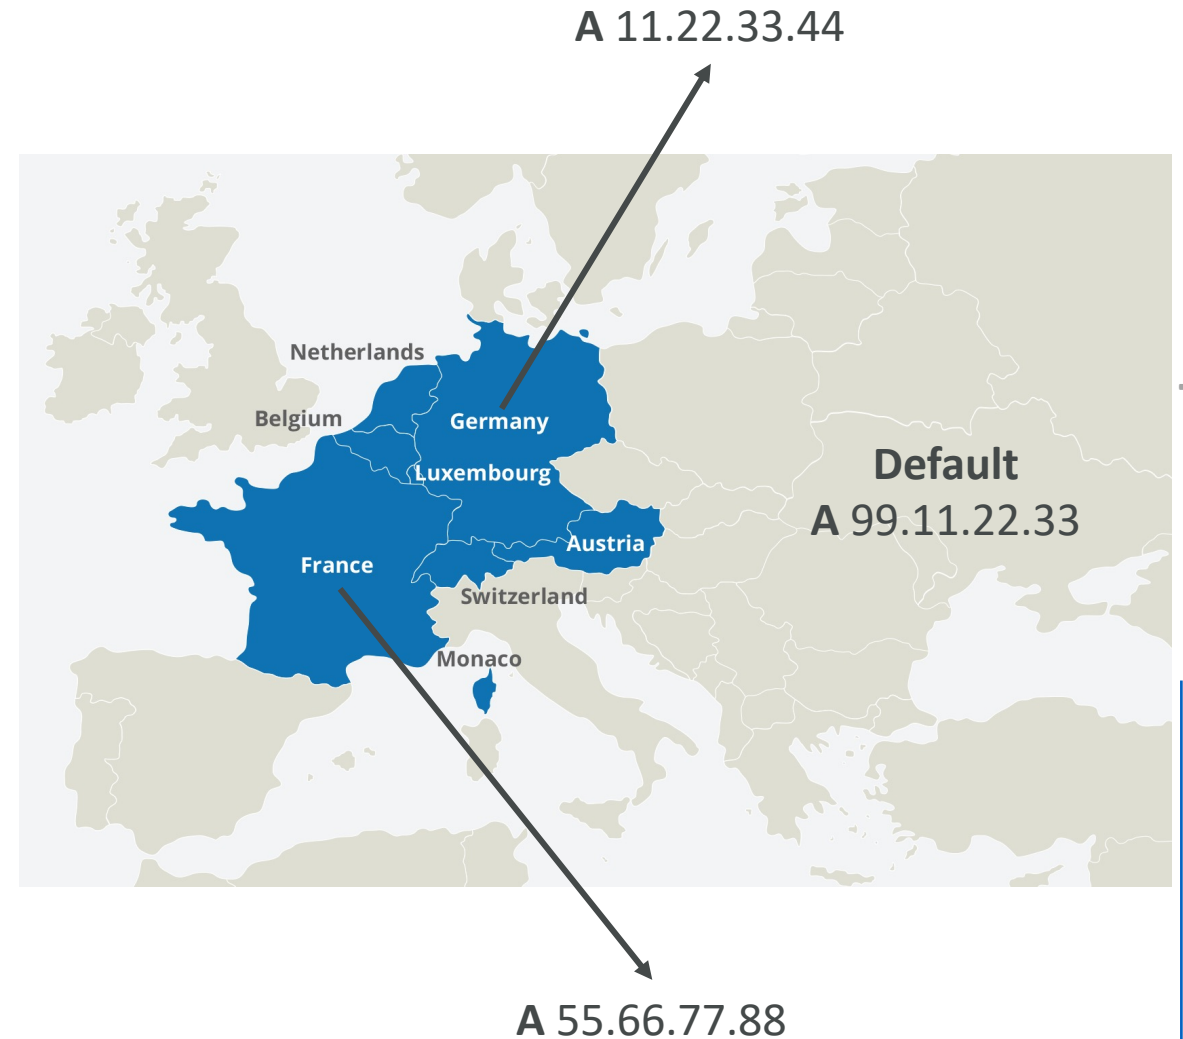 A 11.22.33.44
Netherlands
Belgium
Germany
Luxembourg
Default
A 99.11.22.33
Austria
France
Switzerland
Monaco
A 55.66.77.88